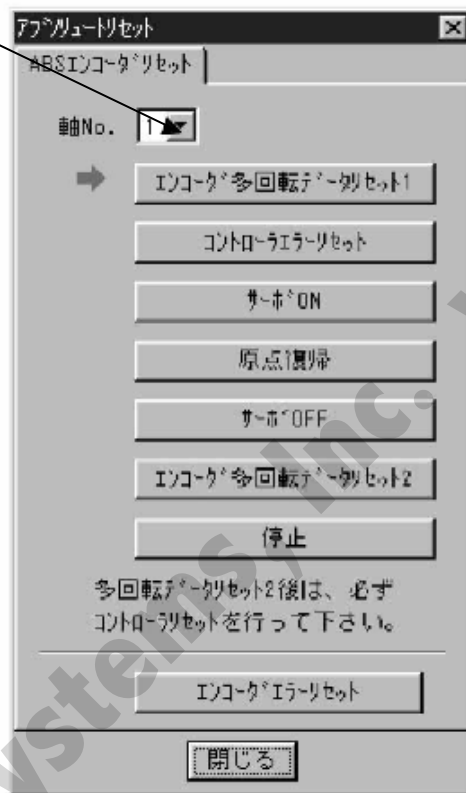 ｱﾌﾞｿﾘｭｰﾄﾘｾｯﾄ
ABSｴﾝｺｰﾀﾞﾘｾｯﾄ
軸No. 1
ｴﾝｺｰﾀﾞ多回転ﾃﾞｰﾀﾘｾｯﾄ1
ｺﾝﾄﾛｰﾗｴﾗｰﾘｾｯﾄ
ｻｰﾎﾞON
原点復帰
ｻｰﾎﾞOFF
ｴﾝｺｰﾀﾞ多回転ﾃﾞｰﾀﾘｾｯﾄ2
停止
多回転ﾃﾞｰﾀﾘｾｯﾄ2後は、必ず
ｺﾝﾄﾛｰﾗﾘｾｯﾄを行って下さい。
ｴﾝｺｰﾀﾞｴﾗｰﾘｾｯﾄ
閉じる
ystems, Inc.